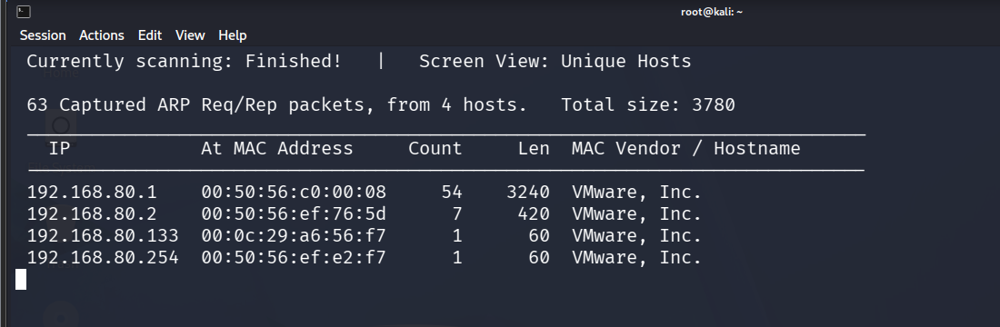 root@kali: ~
Session Actions Edit View Help
Currently scanning: Finished! | Screen View: Unique Hosts
63 Captured ARP Req/Rep packets, from 4 hosts. Total size: 3780
IP At MAC Address Count Len MAC Vendor / Hostname
192.168.80.1 00:50:56:c0:00:08 54 3240 VMware, Inc.
192.168.80.2 00:50:56:ef:76:5d 7 420 VMware, Inc.
192.168.80.133 00:0c:29:a6:56:f7 1 60 VMware, Inc.
192.168.80.254 00:50:56:ef:e2:f7 1 60 VMware, Inc.